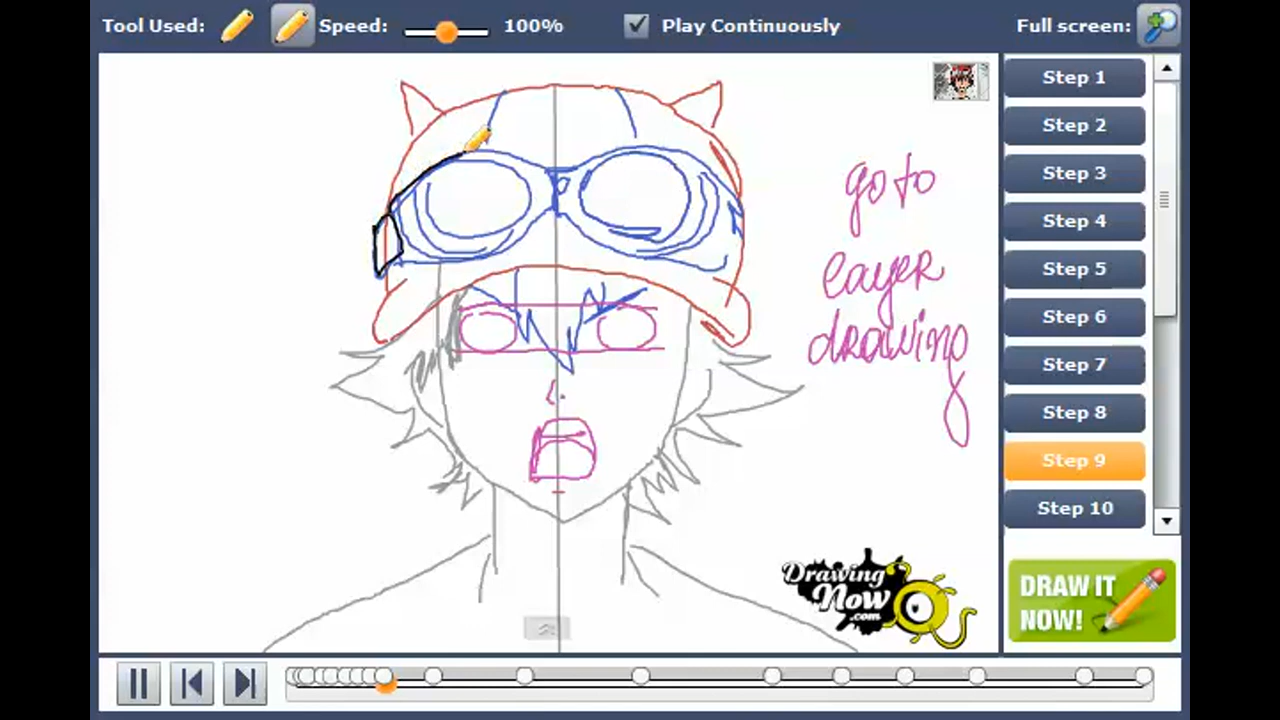 Tool Used: Speed: 100% Play Continuously Full screen:
Step 1
Step 2
Step 3
Step 4
Step 5
Step 6
Step 7
Step 8
Step 9
Step 10
go to
layer
drawing
Drawing
Now
.com
DRAW IT
NOW!